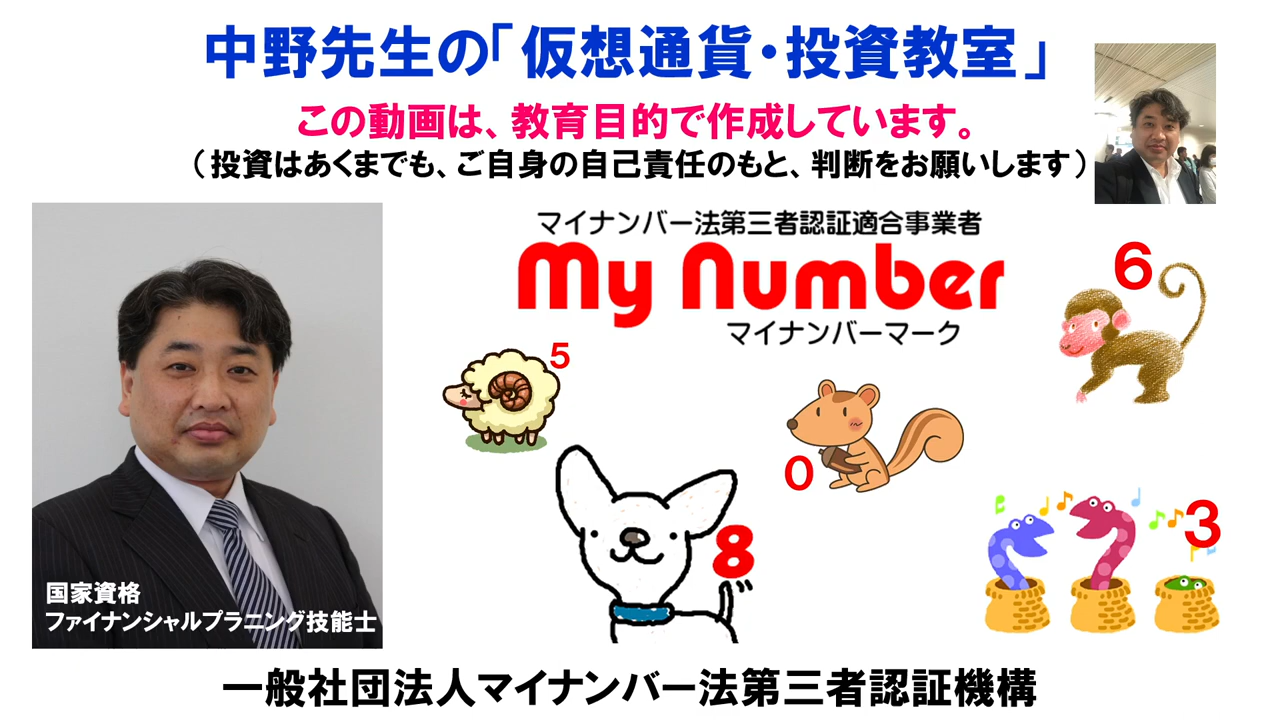 中野先生の「仮想通貨・投資教室」
この動画は、教育目的で作成しています。
（投資はあくまでも、ご自身の自己責任のもと、判断をお願いします）
マイナンバー法第三者認証適合事業者
My Number
マイナンバーマーク
6
5
0
8
3
国家資格
ファイナンシャルプラニング技能士
一般社団法人マイナンバー法第三者認証機構